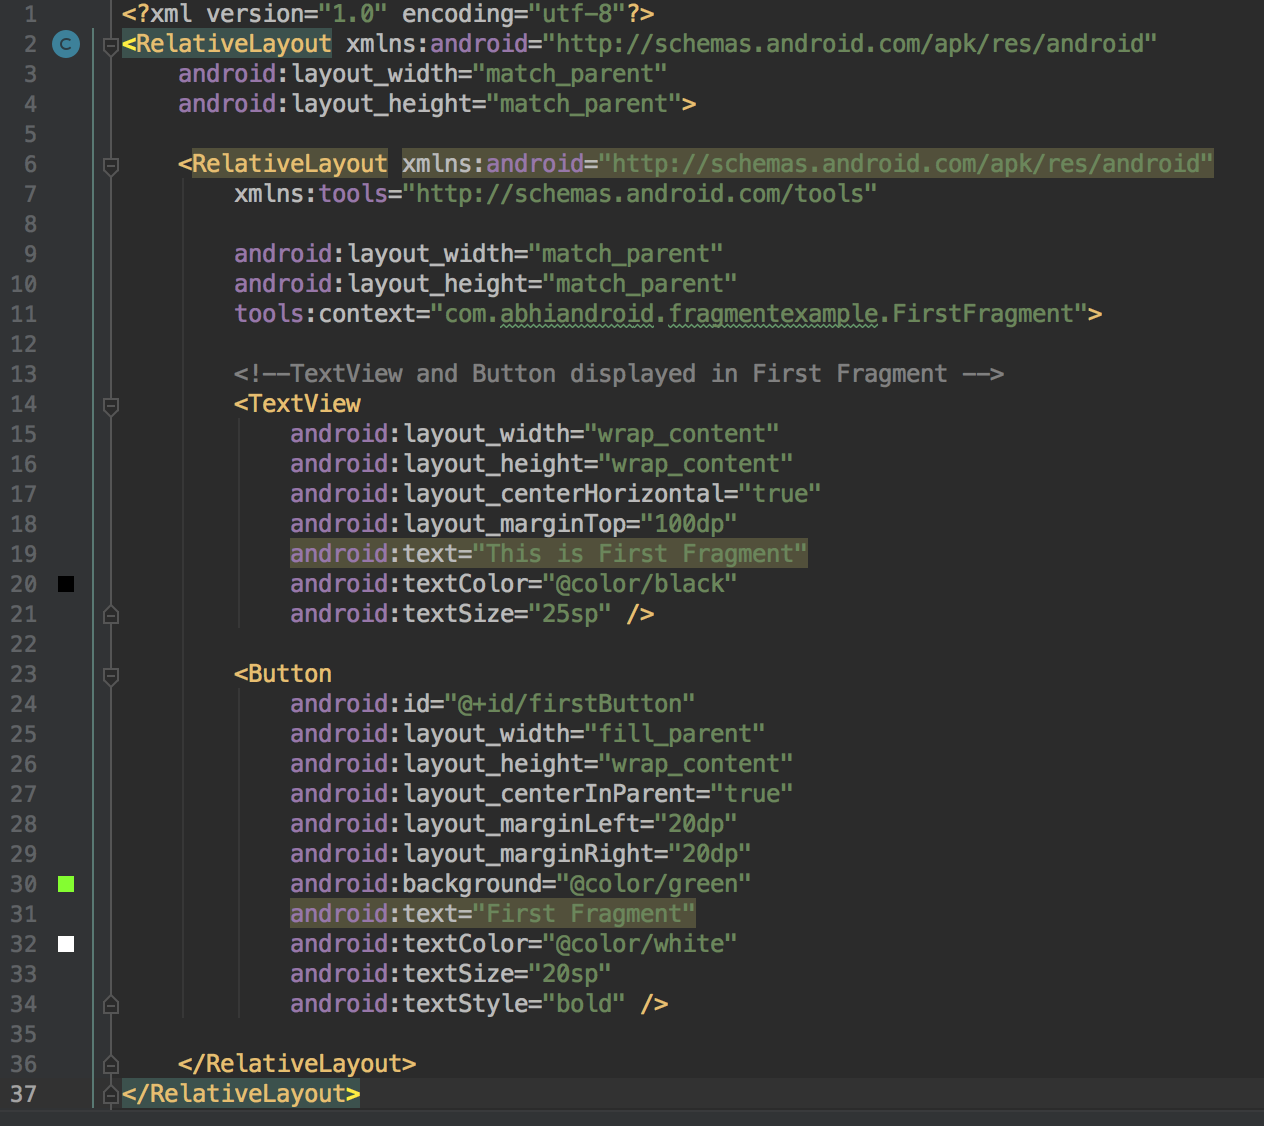 1 <?xml version="1.0" encoding="utf-8"?>
2 C <RelativeLayout xmlns:android="http://schemas.android.com/apk/res/android"
3     android:layout_width="match_parent"
4     android:layout_height="match_parent">
5
6     <RelativeLayout xmlns:android="http://schemas.android.com/apk/res/android"
7         xmlns:tools="http://schemas.android.com/tools"
8
9         android:layout_width="match_parent"
10         android:layout_height="match_parent"
11         tools:context="com.abhiandroid.fragmentexample.FirstFragment">
12
13         <!--TextView and Button displayed in First Fragment -->
14         <TextView
15             android:layout_width="wrap_content"
16             android:layout_height="wrap_content"
17             android:layout_centerHorizontal="true"
18             android:layout_marginTop="100dp"
19             android:text="This is First Fragment"
20             android:textColor="@color/black"
21             android:textSize="25sp" />
22
23         <Button
24             android:id="@+id/firstButton"
25             android:layout_width="fill_parent"
26             android:layout_height="wrap_content"
27             android:layout_centerInParent="true"
28             android:layout_marginLeft="20dp"
29             android:layout_marginRight="20dp"
30             android:background="@color/green"
31             android:text="First Fragment"
32             android:textColor="@color/white"
33             android:textSize="20sp"
34             android:textStyle="bold" />
35
36     </RelativeLayout>
37 </RelativeLayout>